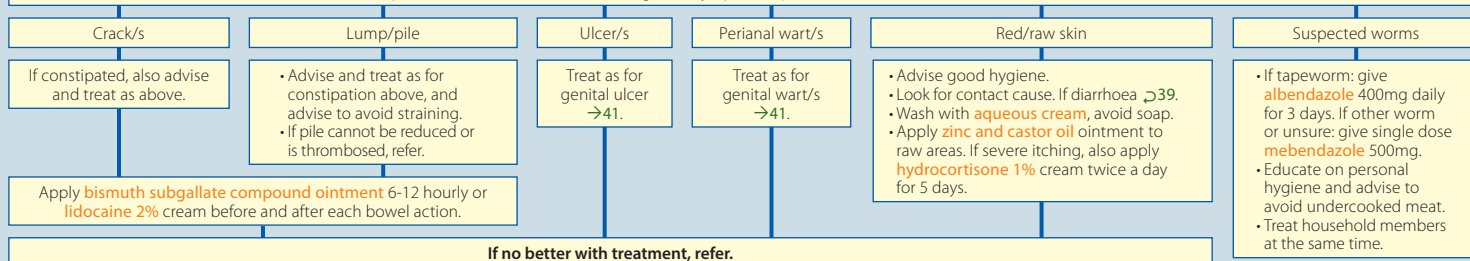 Crack/s
If constipated, also advise
and treat as above.
Lump/pile
• Advise and treat as for
constipation above, and
advise to avoid straining.
• If pile cannot be reduced or
is thrombosed, refer.
Apply bismuth subgallate compound ointment 6-12 hourly or
lidocaine 2% cream before and after each bowel action.
Ulcer/s
Treat as for
genital ulcer
→41.
Perianal wart/s
Treat as for
genital wart/s
→41.
Red/raw skin
• Advise good hygiene.
• Look for contact cause. If diarrhoea ⮌39.
• Wash with aqueous cream, avoid soap.
• Apply zinc and castor oil ointment to
raw areas. If severe itching, also apply
hydrocortisone 1% cream twice a day
for 5 days.
If no better with treatment, refer.
Suspected worms
• If tapeworm: give
albendazole 400mg daily
for 3 days. If other worm
or unsure: give single dose
mebendazole 500mg.
• Educate on personal
hygiene and advise to
avoid undercooked meat.
• Treat household members
at the same time.